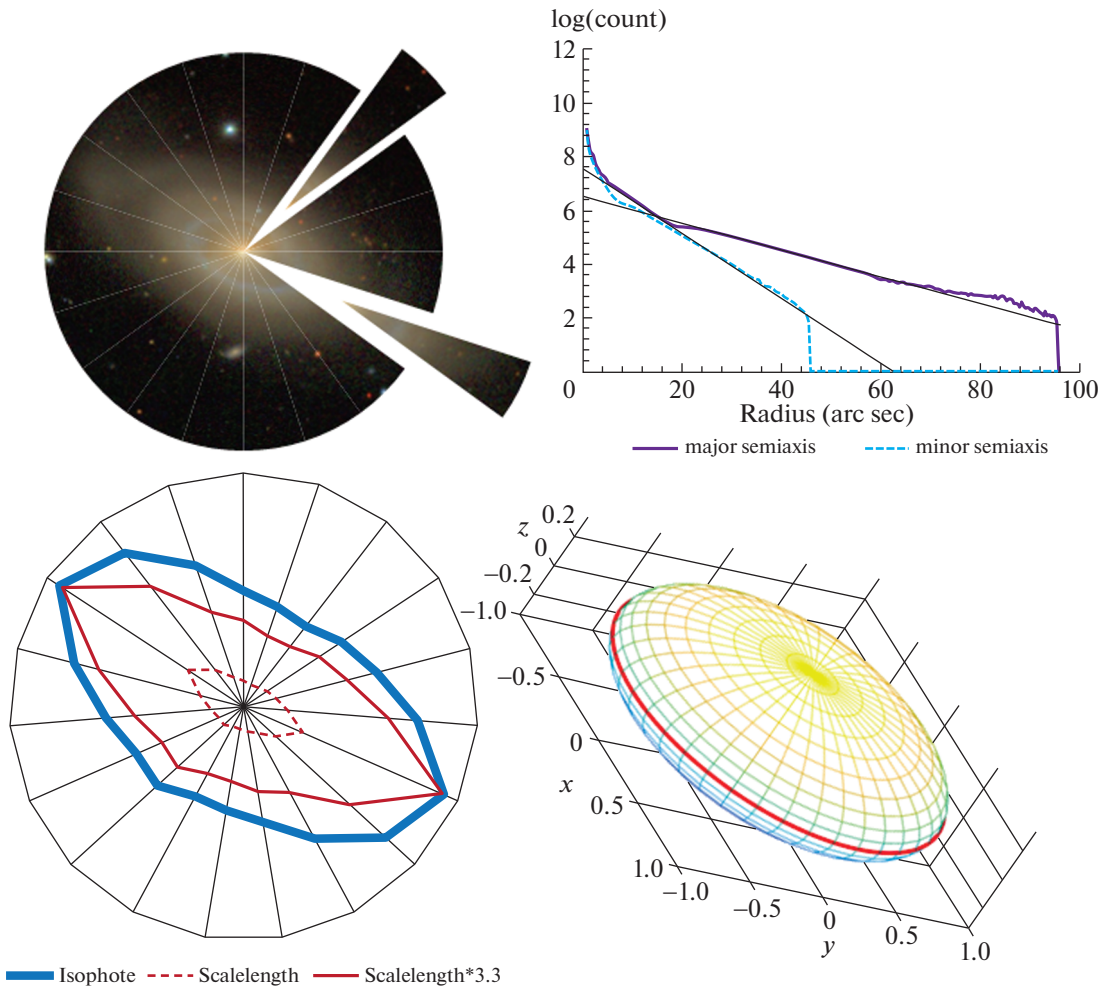 log(count)
12
10
8
6
4
2
0
20
40
60
80
100
Radius (arc sec)
major semiaxis
minor semiaxis
Isophote
Scalelength
Scalelength*3.3
z
0.2
0
−0.2
−1.0
−0.5
0
x
0.5
1.0
−1.0
−0.5
0
y
0.5
1.0